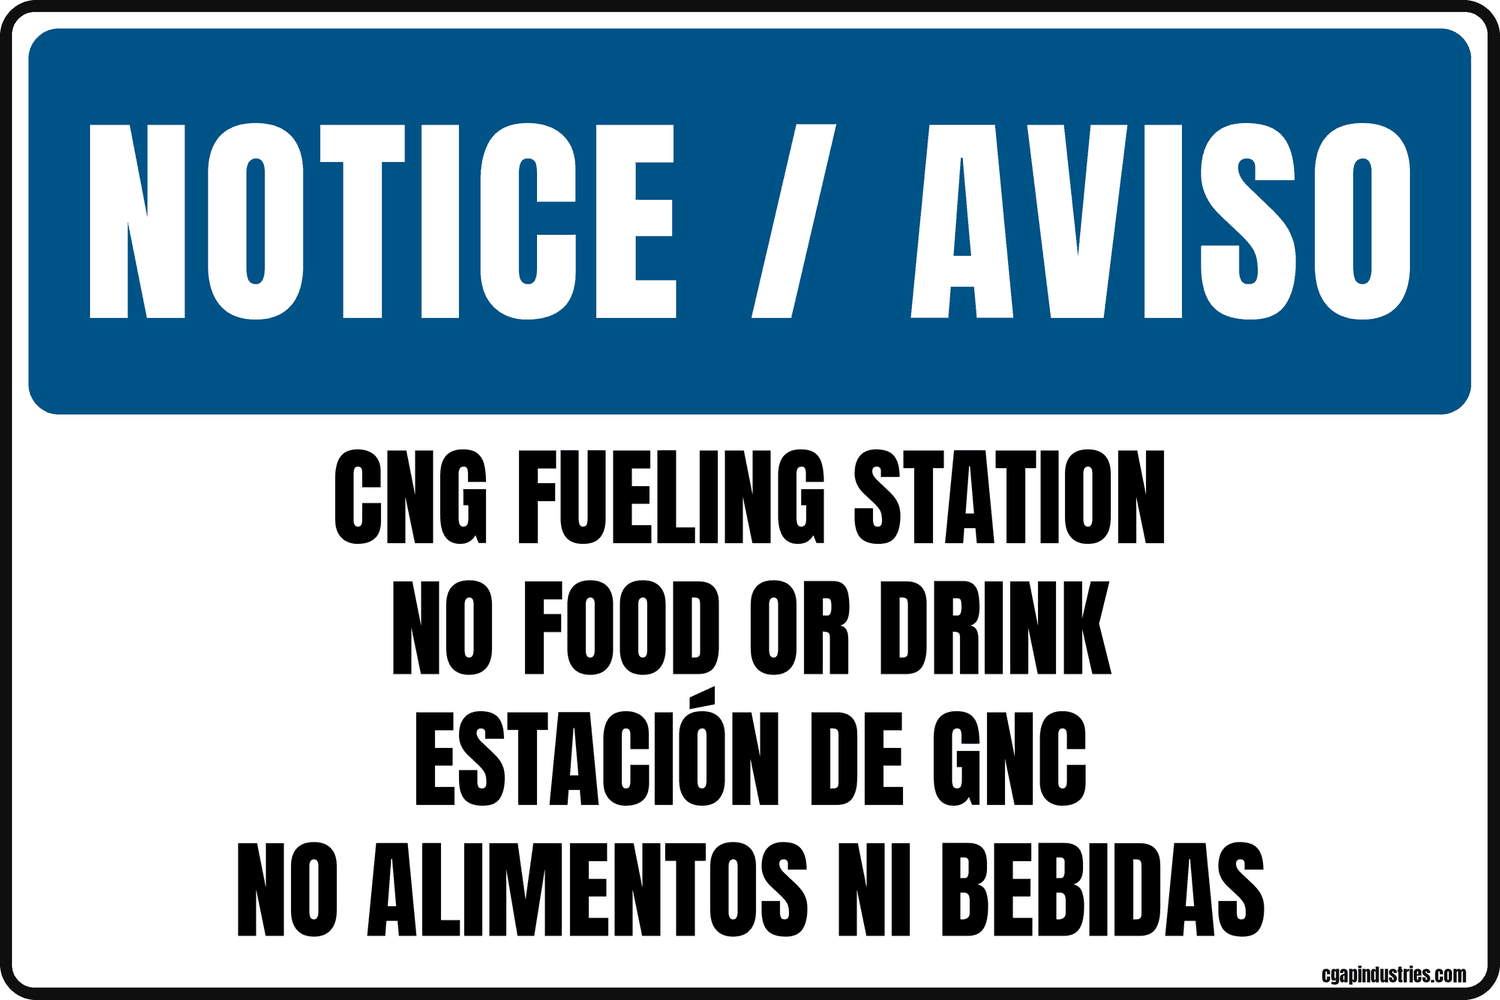 NOTICE / AVISO
CNG FUELING STATION
NO FOOD OR DRINK
ESTACIÓN DE GNC
NO ALIMENTOS NI BEBIDAS
cgapindustries.com